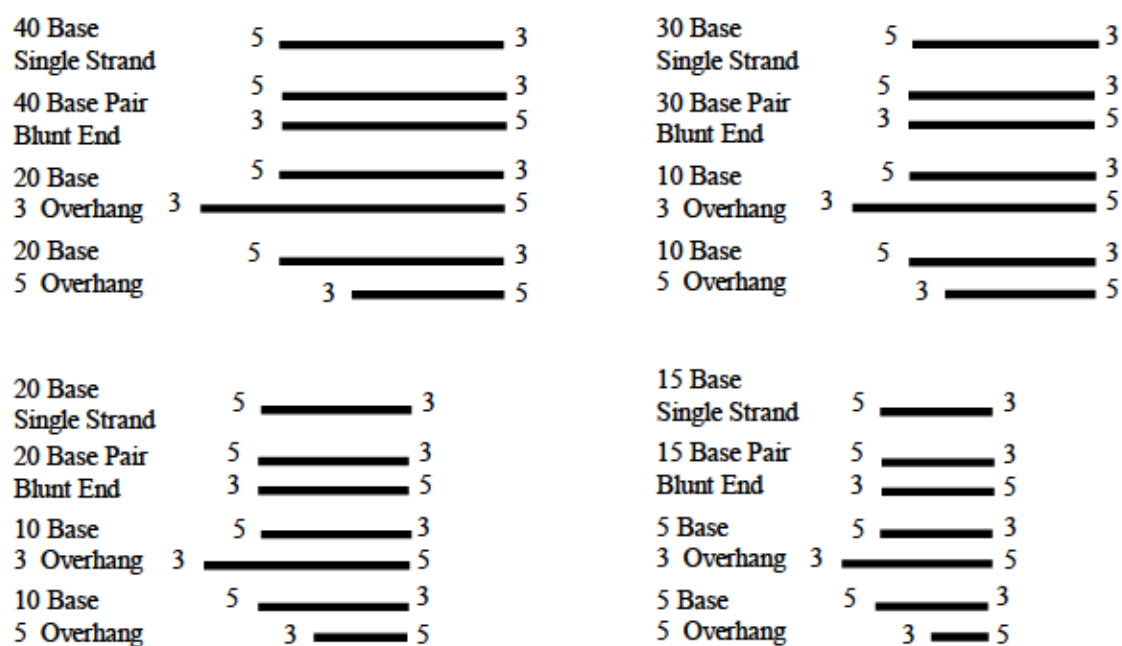 40 Base
Single Strand
5 3
40 Base Pair
Blunt End
5 3
3 5
20 Base
3 Overhang
5 3
3 5
20 Base
5 Overhang
5 3
3 5
30 Base
Single Strand
5 3
30 Base Pair
Blunt End
5 3
3 5
10 Base
3 Overhang
5 3
3 5
10 Base
5 Overhang
5 3
3 5
20 Base
Single Strand
5 3
20 Base Pair
Blunt End
5 3
3 5
10 Base
3 Overhang
5 3
3 5
10 Base
5 Overhang
5 3
3 5
15 Base
Single Strand
5 3
15 Base Pair
Blunt End
5 3
3 5
5 Base
3 Overhang
5 3
3 5
5 Base
5 Overhang
5 3
3 5